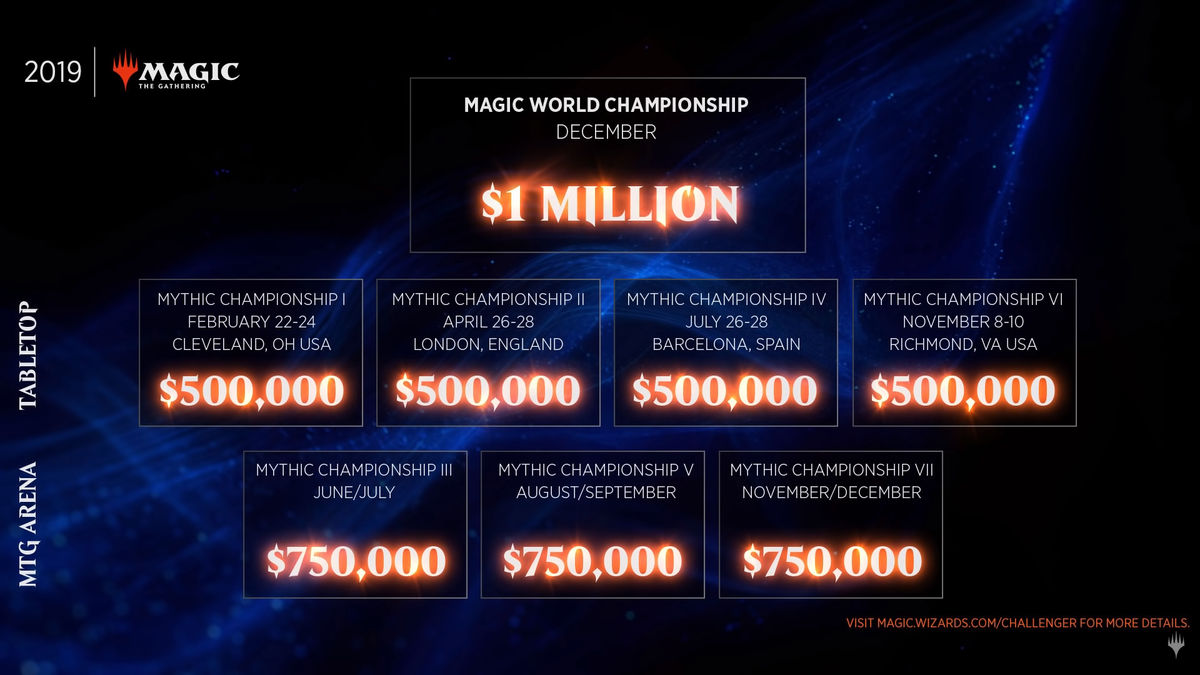 2019
MAGIC
THE GATHERING
MAGIC WORLD CHAMPIONSHIP
DECEMBER
$1 MILLION
TABLETOP
MYTHIC CHAMPIONSHIP I
FEBRUARY 22-24
CLEVELAND, OH USA
$500,000
MYTHIC CHAMPIONSHIP II
APRIL 26-28
LONDON, ENGLAND
$500,000
MYTHIC CHAMPIONSHIP IV
JULY 26-28
BARCELONA, SPAIN
$500,000
MYTHIC CHAMPIONSHIP VI
NOVEMBER 8-10
RICHMOND, VA USA
$500,000
MTG ARENA
MYTHIC CHAMPIONSHIP III
JUNE/JULY
$750,000
MYTHIC CHAMPIONSHIP V
AUGUST/SEPTEMBER
$750,000
MYTHIC CHAMPIONSHIP VII
NOVEMBER/DECEMBER
$750,000
VISIT MAGIC.WIZARDS.COM/CHALLENGER FOR MORE DETAILS.